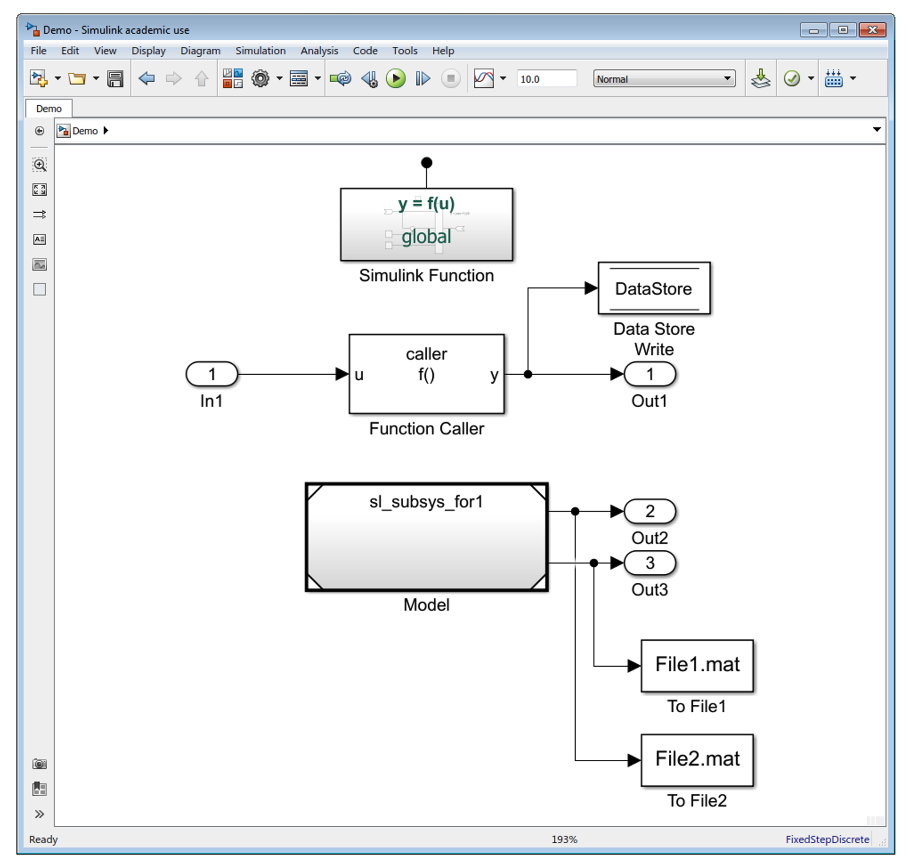 Demo - Simulink academic use
File Edit View Display Diagram Simulation Analysis Code Tools Help
10.0 Normal
Demo
Demo
y = f(u)
global
Simulink Function
DataStore
Data Store
Write
caller
f()
u
y
1
In1
1
Out1
Function Caller
sl_subsys_for1
Model
2
Out2
3
Out3
File1.mat
To File1
File2.mat
To File2
Ready 193% FixedStepDiscrete